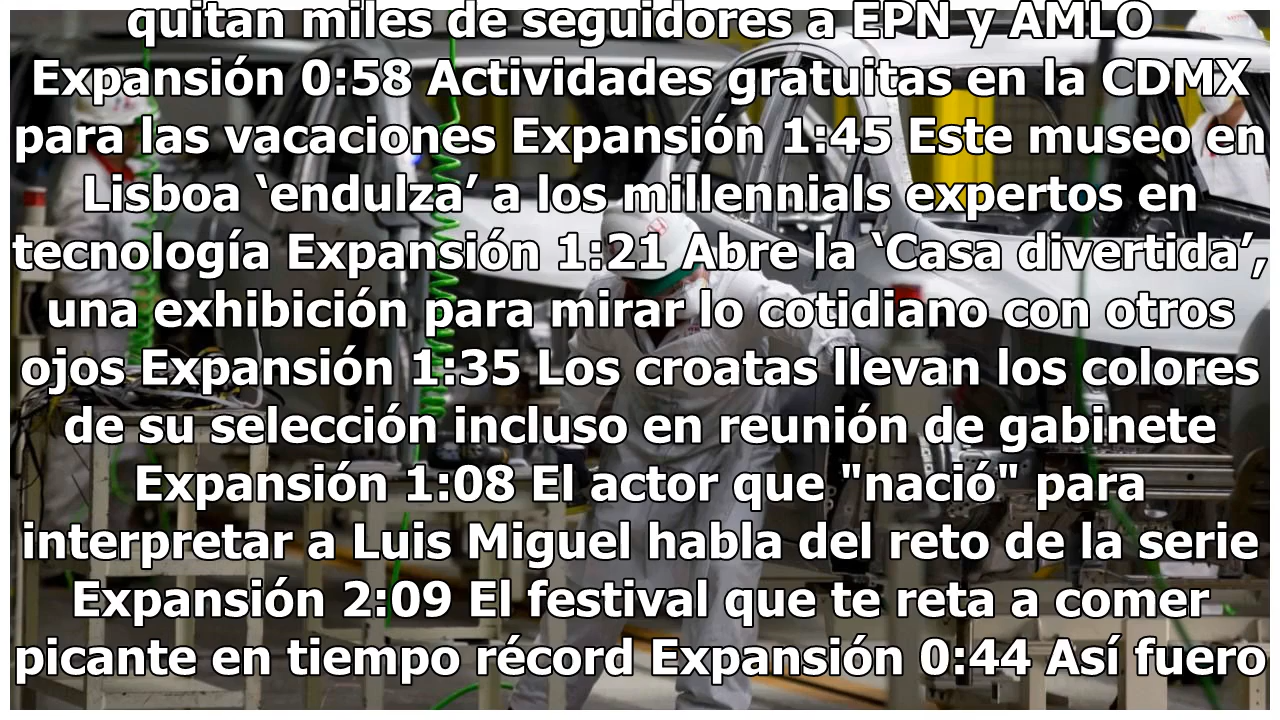 quitan miles de seguidores a EPN y AMLO
Expansión 0:58 Actividades gratuitas en la CDMX
para las vacaciones Expansión 1:45 Este museo en
Lisboa ‘endulza’ a los millennials expertos en
tecnología Expansión 1:21 Abre la ‘Casa divertida’,
una exhibición para mirar lo cotidiano con otros
ojos Expansión 1:35 Los croatas llevan los colores
de su selección incluso en reunión de gabinete
Expansión 1:08 El actor que "nació" para
interpretar a Luis Miguel habla del reto de la serie
Expansión 2:09 El festival que te reta a comer
picante en tiempo récord Expansión 0:44 Así fuero